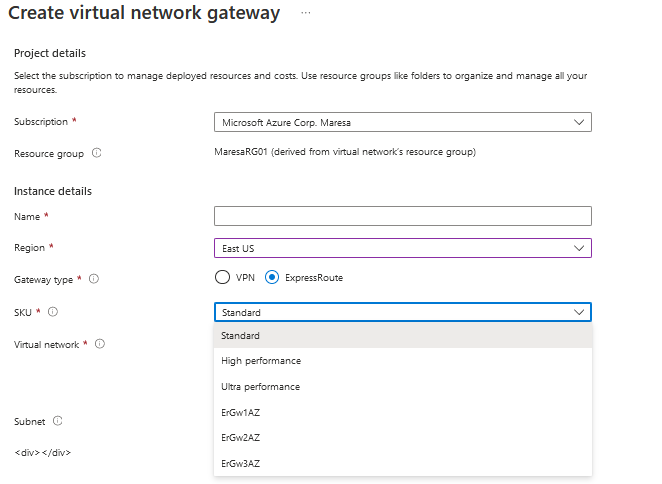 Create virtual network gateway ...
Project details
Select the subscription to manage deployed resources and costs. Use resource groups like folders to organize and manage all your
resources.
Subscription *
Microsoft Azure Corp. Maresa
Resource group
MaresaRG01 (derived from virtual network's resource group)
Instance details
Name *
Region *
East US
Gateway type *
VPN ExpressRoute
SKU *
Standard
Standard
Virtual network *
High performance
Ultra performance
ErGw1AZ
Subnet
ErGw2AZ
<div></div>
ErGw3AZ